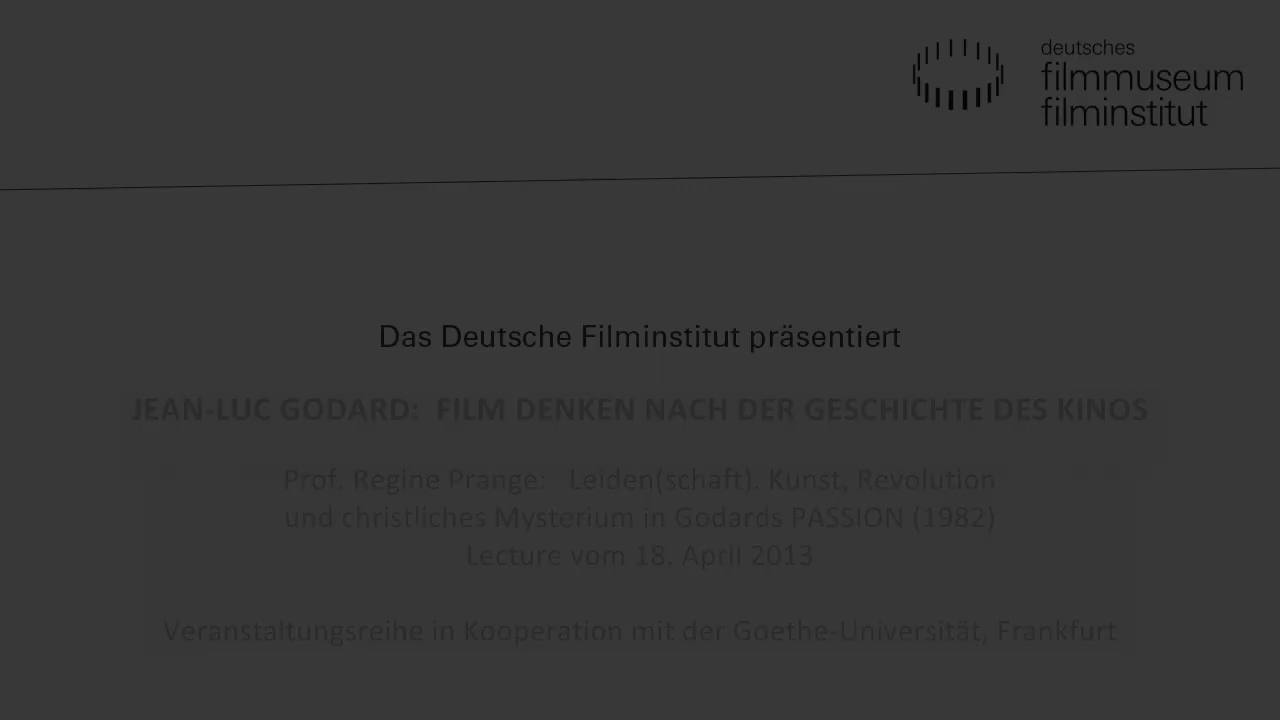 deutsches
filmmuseum
filminstitut
Das Deutsche Filminstitut präsentiert
JEAN-LUC GODARD: FILM DENKEN NACH DER GESCHICHTE DES KINOS
Prof. Regine Prange: Leiden(schaft). Kunst, Revolution
und christliches Mysterium in Godards PASSION (1982)
Lecture vom 18. April 2013
Veranstaltungsreihe in Kooperation mit der Goethe-Universität, Frankfurt